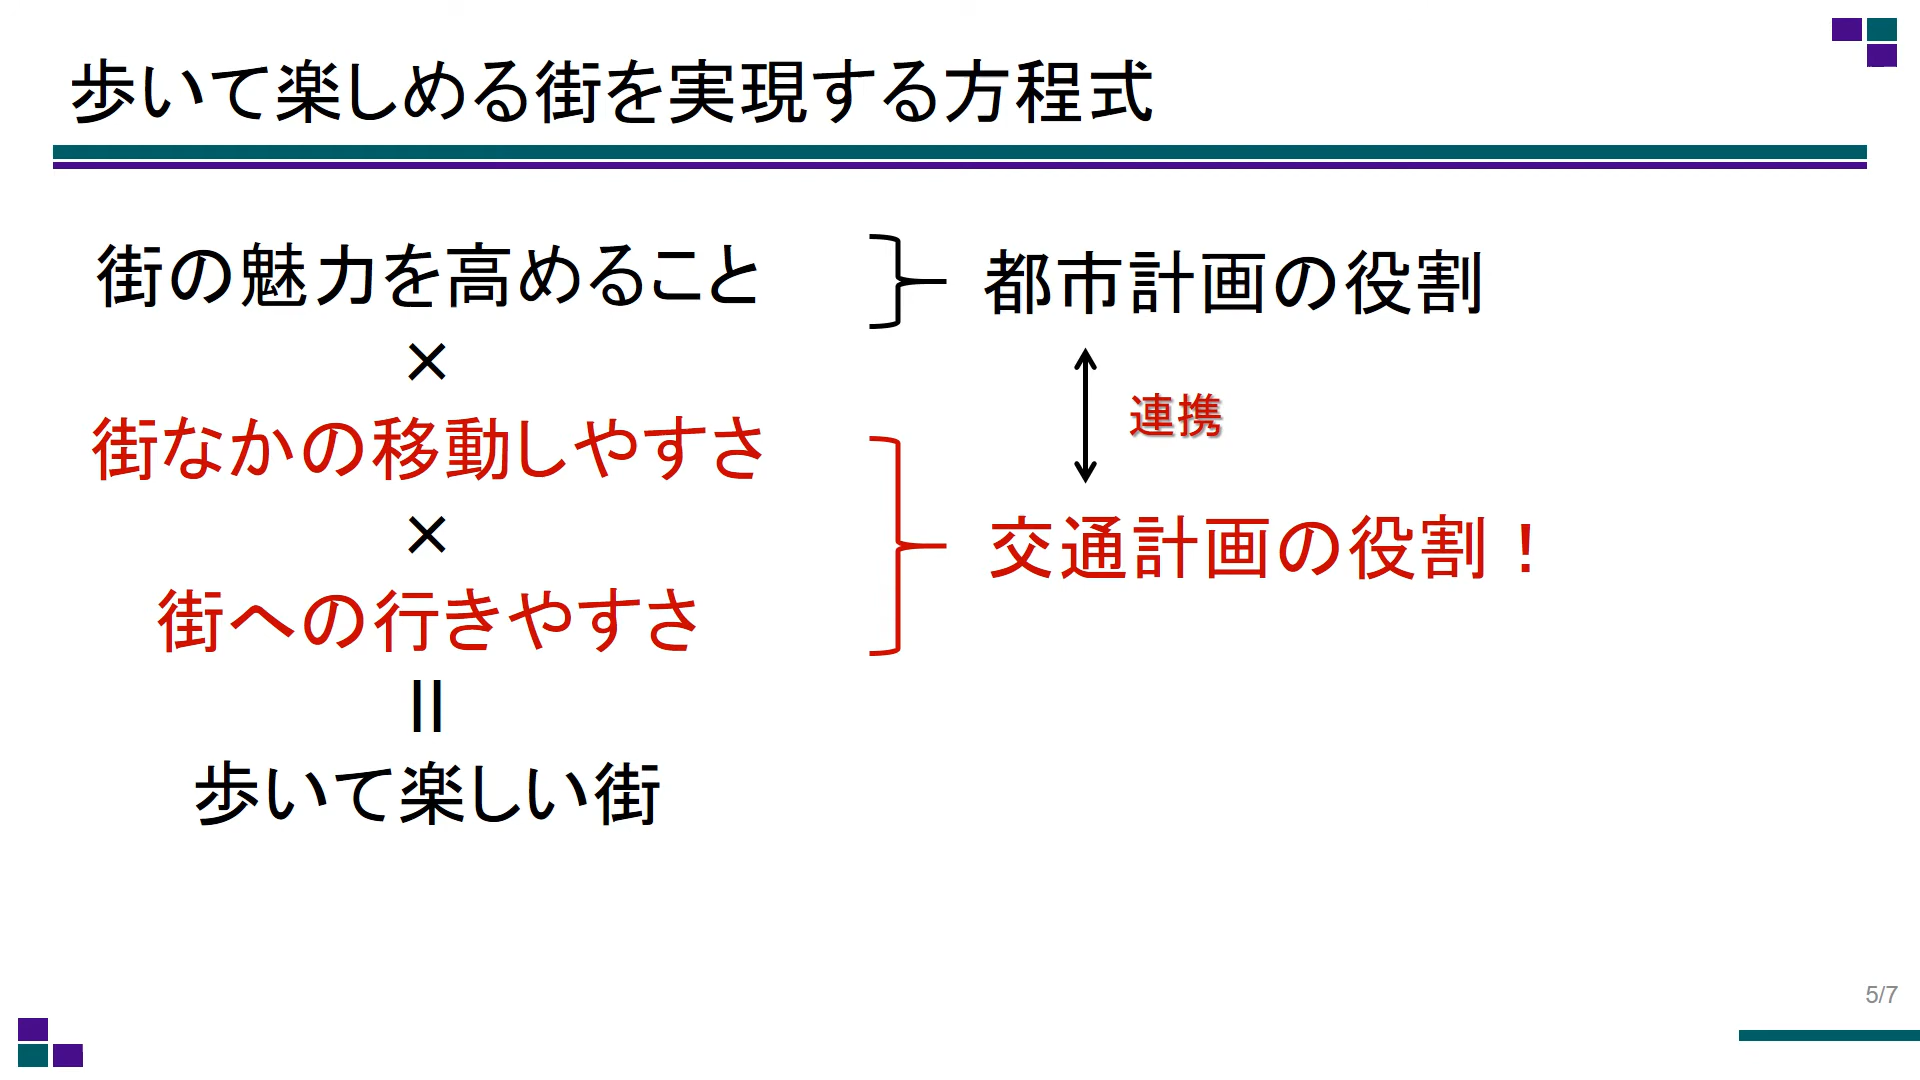 歩いて楽しめる街を実現する方程式
街の魅力を高めること
×
街なかの移動しやすさ
×
街への行きやすさ
||
歩いて楽しい街
都市計画の役割
連携
交通計画の役割！
5/7